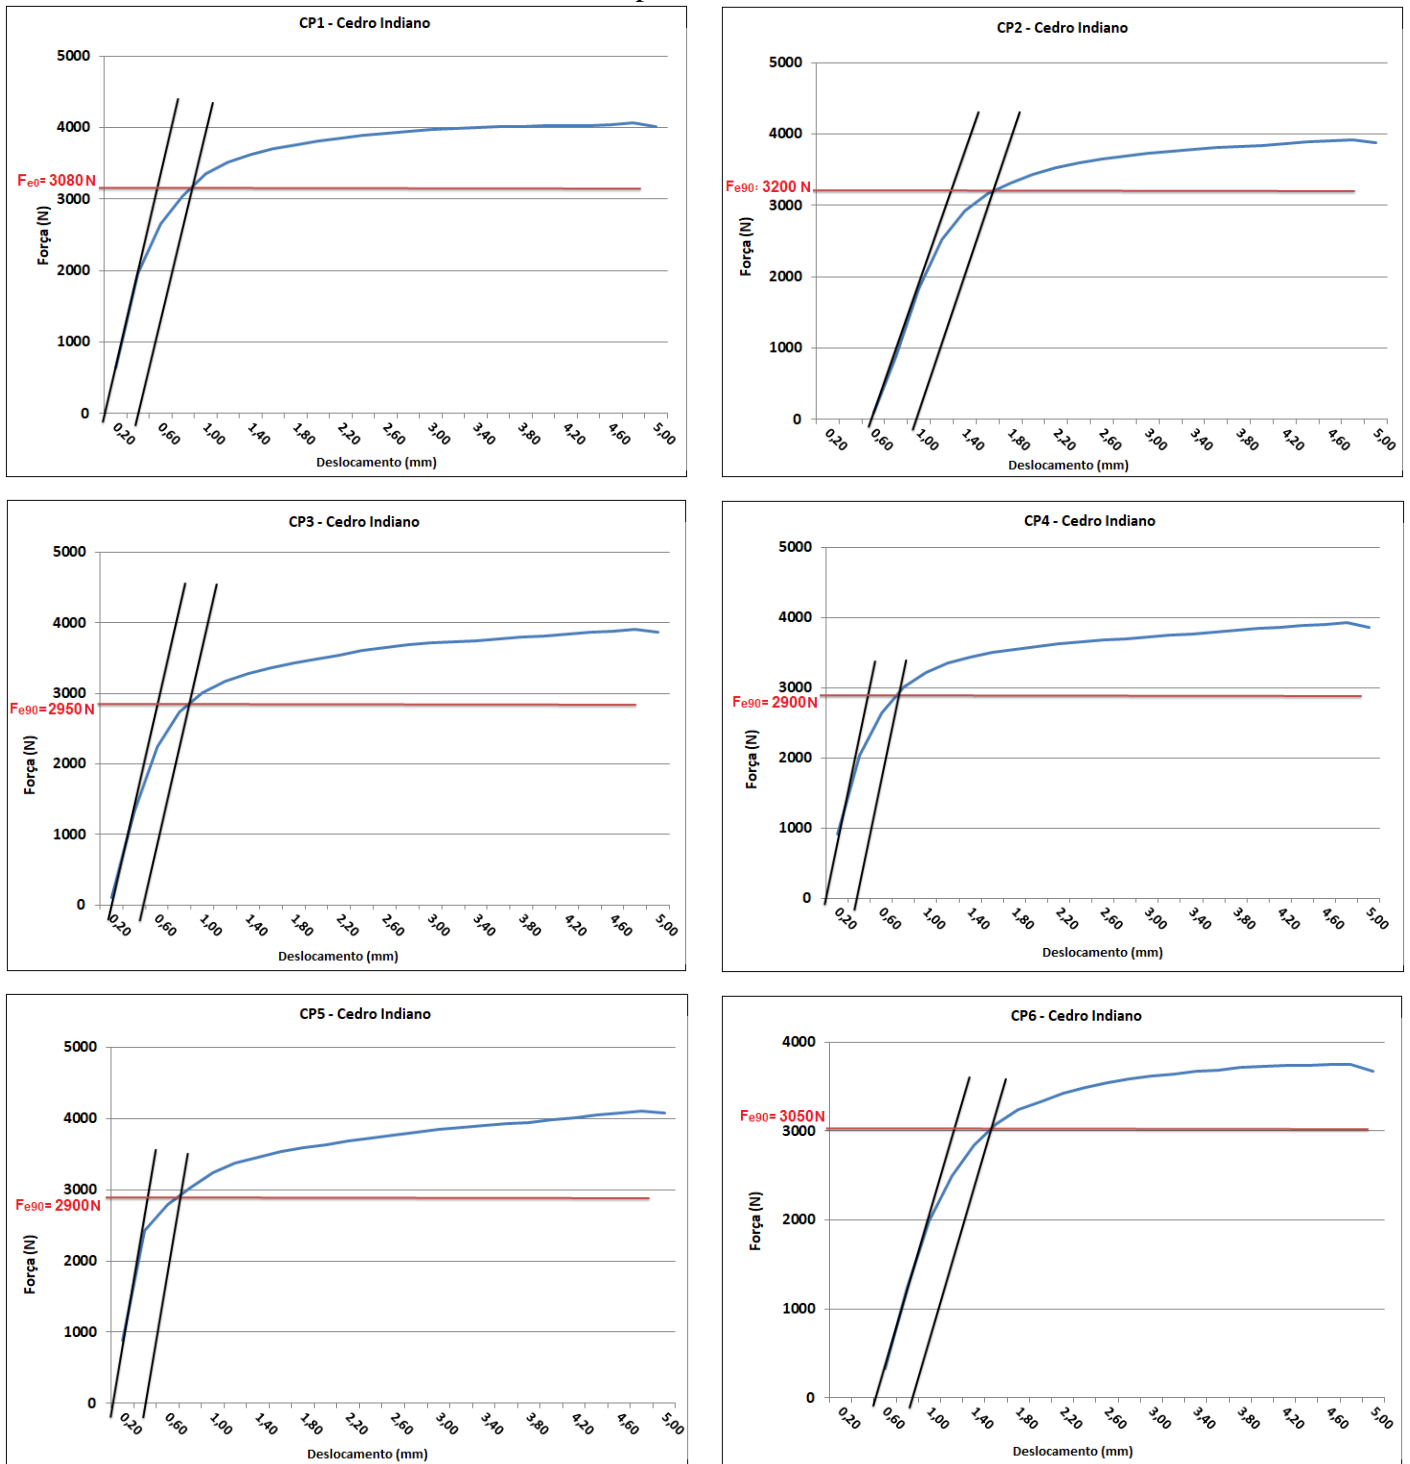 CP1 - Cedro Indiano
5000
4000
Fe0= 3080 N
3000
2000
1000
0
Força (N)
0,20 0,60 1,00 1,40 1,80 2,20 2,60 3,00 3,40 3,80 4,20 4,60 5,00
Deslocamento (mm)
CP2 - Cedro Indiano
5000
4000
Fe90: 3200 N
3000
2000
1000
0
Força (N)
0,20 0,60 1,00 1,40 1,80 2,20 2,60 3,00 3,40 3,80 4,20 4,60 5,00
Deslocamento (mm)
CP3 - Cedro Indiano
5000
4000
3000
Fe90= 2950 N
2000
1000
0
Força (N)
0,20 0,60 1,00 1,40 1,80 2,20 2,60 3,00 3,40 3,80 4,20 4,60 5,00
Deslocamento (mm)
CP4 - Cedro Indiano
5000
4000
3000
Fe90= 2900N
2000
1000
0
Força (N)
0,20 0,60 1,00 1,40 1,80 2,20 2,60 3,00 3,40 3,80 4,20 4,60 5,00
Deslocamento (mm)
CP5 - Cedro Indiano
5000
4000
3000
Fe90= 2900N
2000
1000
0
Força (N)
0,20 0,60 1,00 1,40 1,80 2,20 2,60 3,00 3,40 3,80 4,20 4,60 5,00
Deslocamento (mm)
CP6 - Cedro Indiano
4000
Fe90= 3050N
3000
2000
1000
0
Força (N)
0,20 0,60 1,00 1,40 1,80 2,20 2,60 3,00 3,40 3,80 4,20 4,60 5,00
Deslocamento (mm)